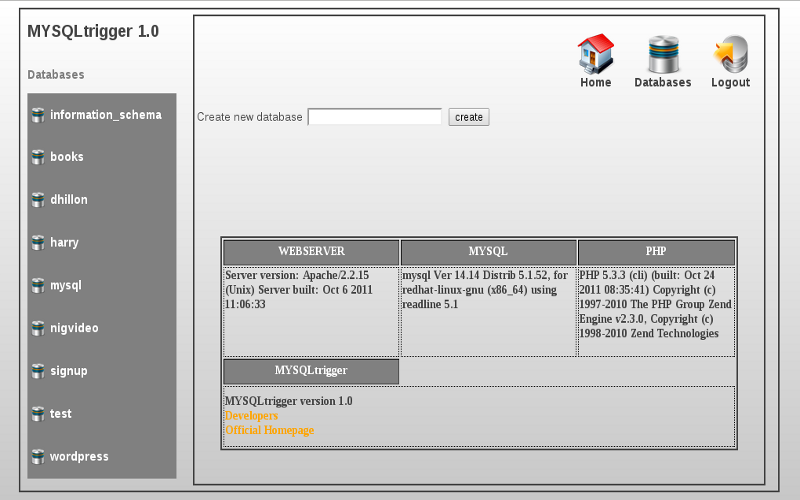 MYSQLtrigger 1.0
Databases
information_schema
books
dhillon
harry
mysql
nigvideo
signup
test
wordpress
Home
Databases
Logout
Create new database
create
WEBSERVER
MYSQL
PHP
Server version: Apache/2.2.15
(Unix) Server built: Oct 6 2011
11:06:33
mysql Ver 14.14 Distrib 5.1.52, for
redhat-linux-gnu (x86_64) using
readline 5.1
PHP 5.3.3 (cli) (built: Oct 24
2011 08:35:41) Copyright (c)
1997-2010 The PHP Group Zend
Engine v2.3.0, Copyright (c)
1998-2010 Zend Technologies
MYSQLtrigger
MYSQLtrigger version 1.0
Developers
Official Homepage